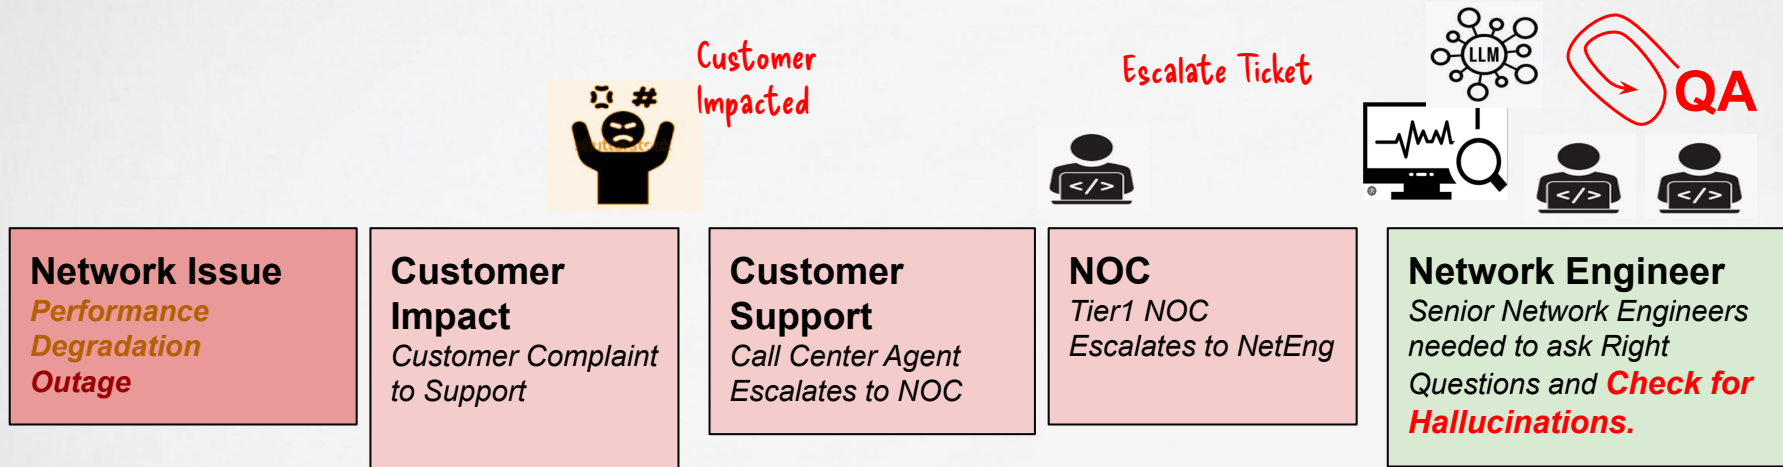 Customer
Impacted
Escalate Ticket
LLM
QA
#
</>
</>
</>
Network Issue
Performance
Degradation
Outage
Customer
Impact
Customer Complaint
to Support
Customer
Support
Call Center Agent
Escalates to NOC
NOC
Tier1 NOC
Escalates to NetEng
Network Engineer
Senior Network Engineers
needed to ask Right
Questions and Check for
Hallucinations.